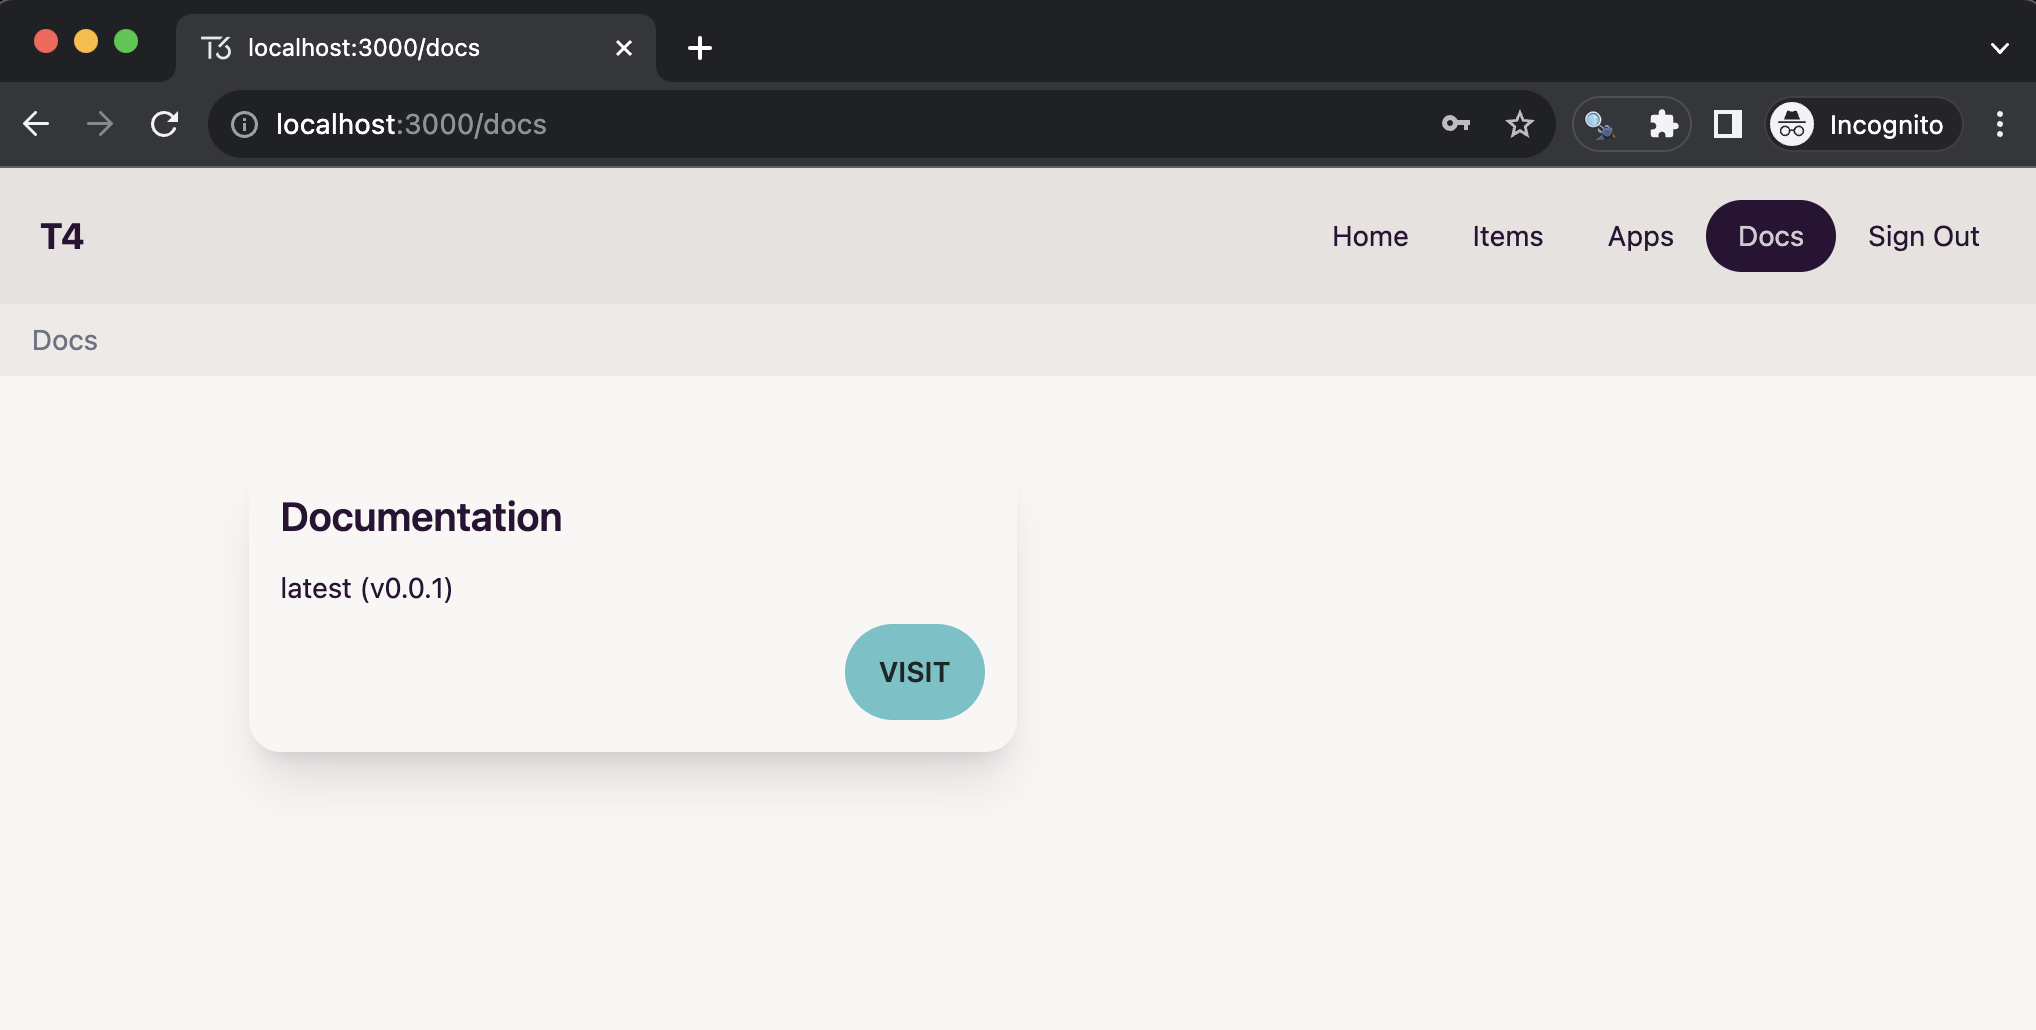 localhost:3000/docs
localhost:3000/docs
Incognito
T4
Home Items Apps Docs Sign Out
Docs
Documentation
latest (v0.0.1)
VISIT